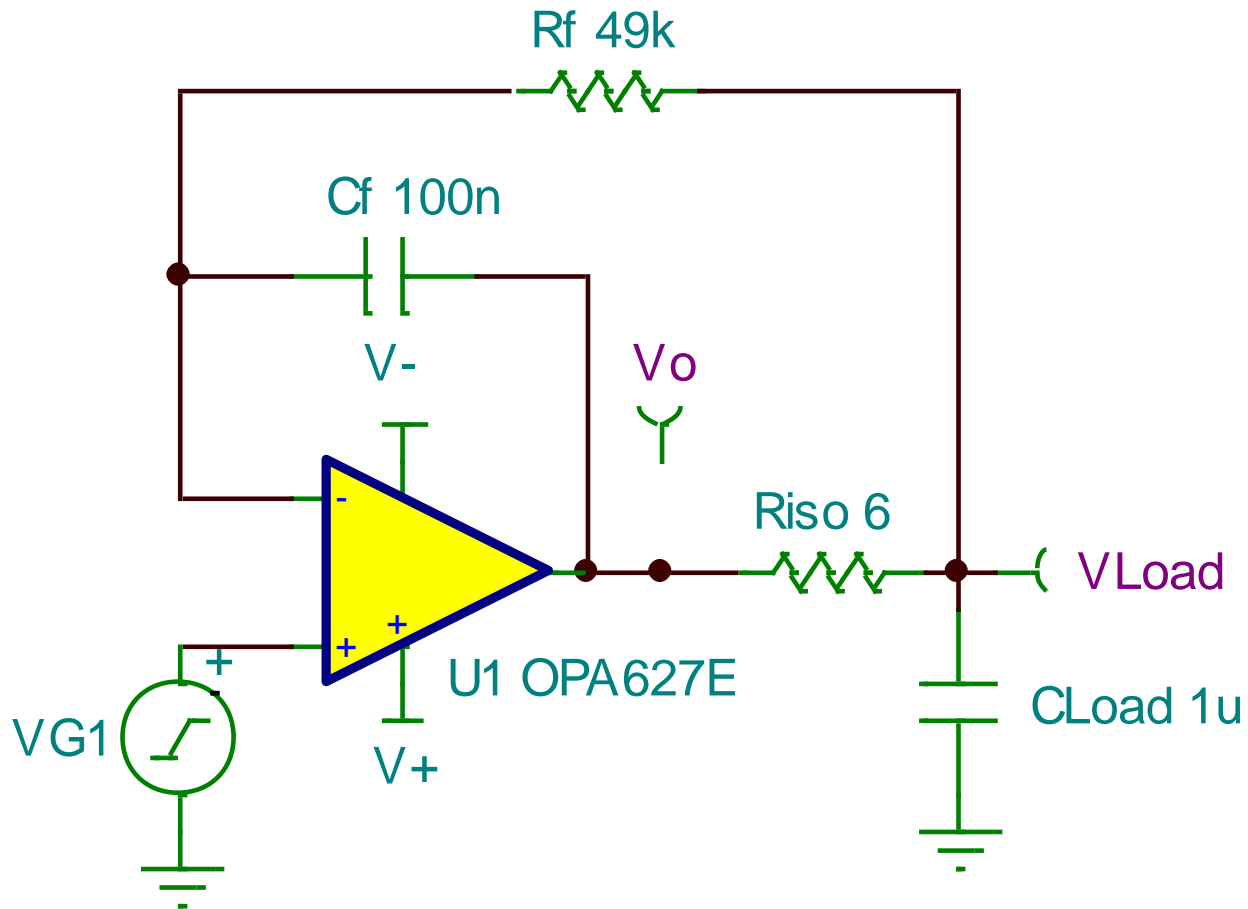 Rf 49k
Cf 100n
V-
Vo
-
Riso 6
VLoad
+
+
+
U1 OPA627E
VG1
CLoad 1u
V+